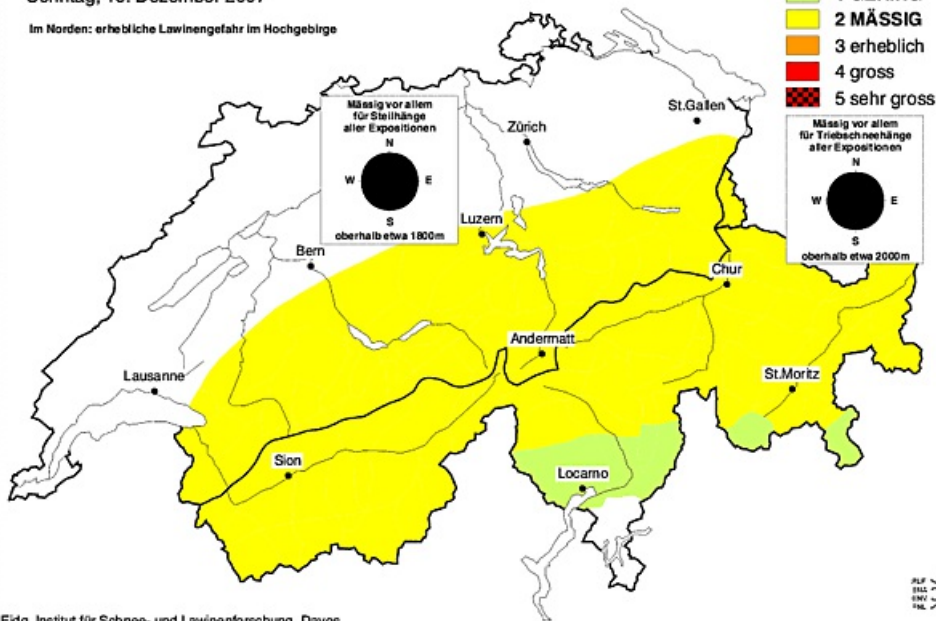 Im Norden: erhebliche Lawinengefahr im Hochgebirge
2 MÄSSIG
3 erheblich
4 gross
5 sehr gross
Mässig vor allem
für Steilhänge
aller Expositionen
N
W E
S
oberhalb etwa 1800m
Mässig vor allem
für Triebschneehänge
aller Expositionen
N
W E
S
oberhalb etwa 2000m
St.Gallen
Zürich
Luzern
Bern
Chur
Andermatt
Lausanne
St.Moritz
Sion
Locarno
Eidg. Institut für Schnee- und Lawinenforschung, Davos